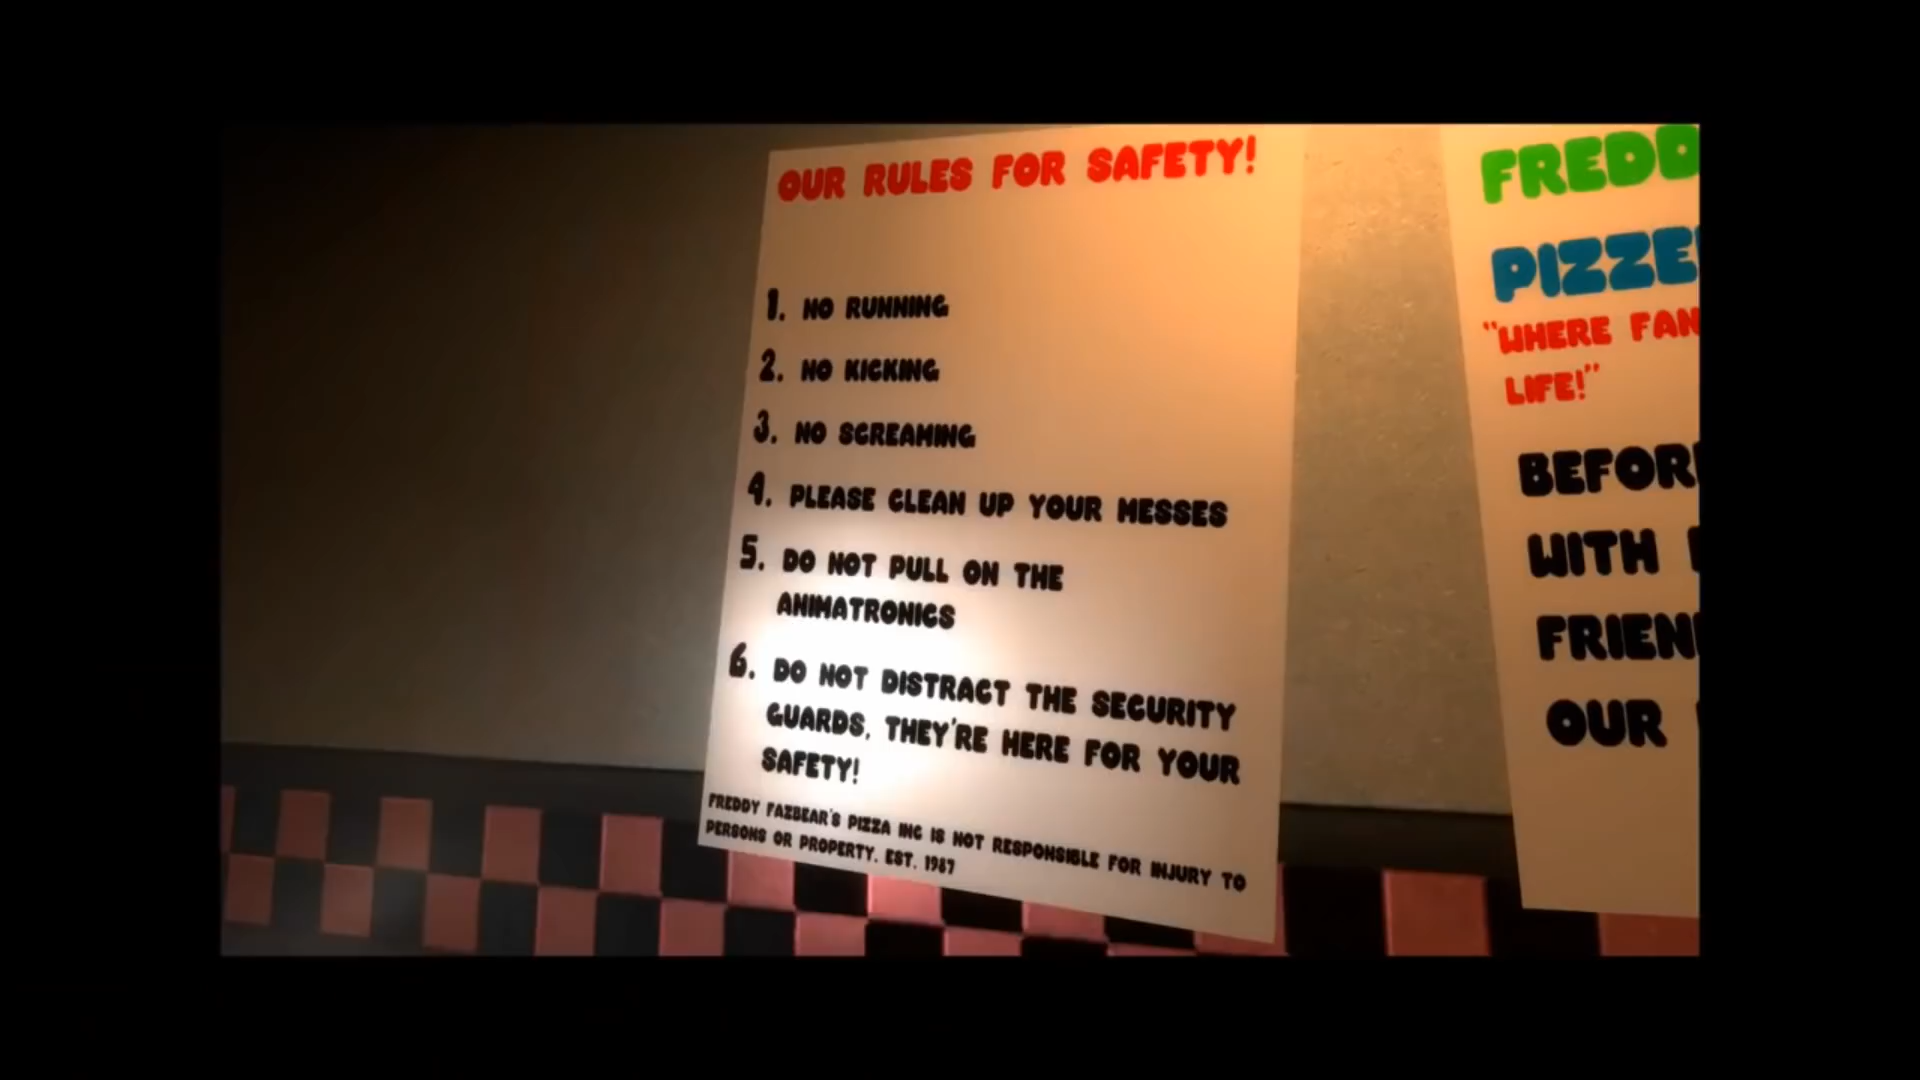 OUR RULES FOR SAFETY!
1. NO RUNNING
2. NO KICKING
3. NO SCREAMING
4. PLEASE CLEAN UP YOUR MESSES
5. DO NOT PULL ON THE
ANIMATRONICS
6. DO NOT DISTRACT THE SECURITY
GUARDS, THEY'RE HERE FOR YOUR
SAFETY!
FREDDY FAZBEAR'S PIZZA INC IS NOT RESPONSIBLE FOR INJURY TO
PERSONS OR PROPERTY. EST. 1987
FREDD
PIZZE
"WHERE FAN
LIFE!"
BEFOR
WITH
FRIEN
OUR